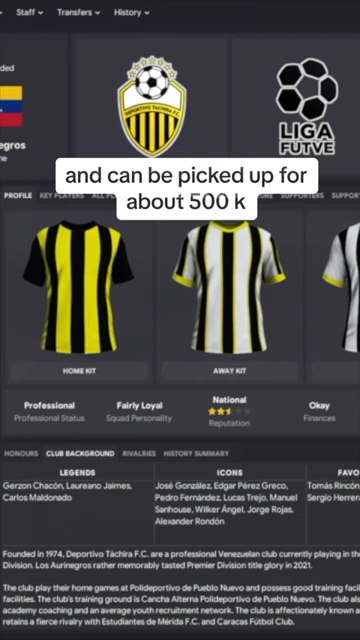 Staff
Transfers
History
ded
DEPORTIVO TACHIRA F.C.
egros
ne
LIGA
FUTVE
and can be picked up for
about 500 k
PROFILE
KEY PLAYERS
SUPPORTERS
HOME KIT
AWAY KIT
Professional
Professional Status
Fairly Loyal
Squad Personality
National
Reputation
Okay
Finances
HONOURS CLUB BACKGROUND RIVALRIES HISTORY SUMMARY
LEGENDS
Gerzon Chacón, Laureano Jaimes,
Carlos Maldonado
ICONS
José González, Edgar Pérez Greco,
Pedro Fernández, Lucas Trejo, Manuel
Sanhouse, Wilker Ángel, Jorge Rojas,
Alexander Rondón
FAVO
Tomás Rincón
Sergio Herrera
Founded in 1974, Deportivo Táchira F.C. are a professional Venezuelan club currently playing in the
Division. Los Aurinegros rather memorably tasted Premier Division title glory in 2021.
The club play their home games at Polideportivo de Pueblo Nuevo and possess good training facil
facilities. The club's training ground is Cancha Alterna Polideportivo de Pueblo Nuevo. The club als
academy coaching and an average youth recruitment network. The club is affectionately known a
retains a fierce rivalry with Estudiantes de Mérida F.C. and Caracas Fútbol Club.